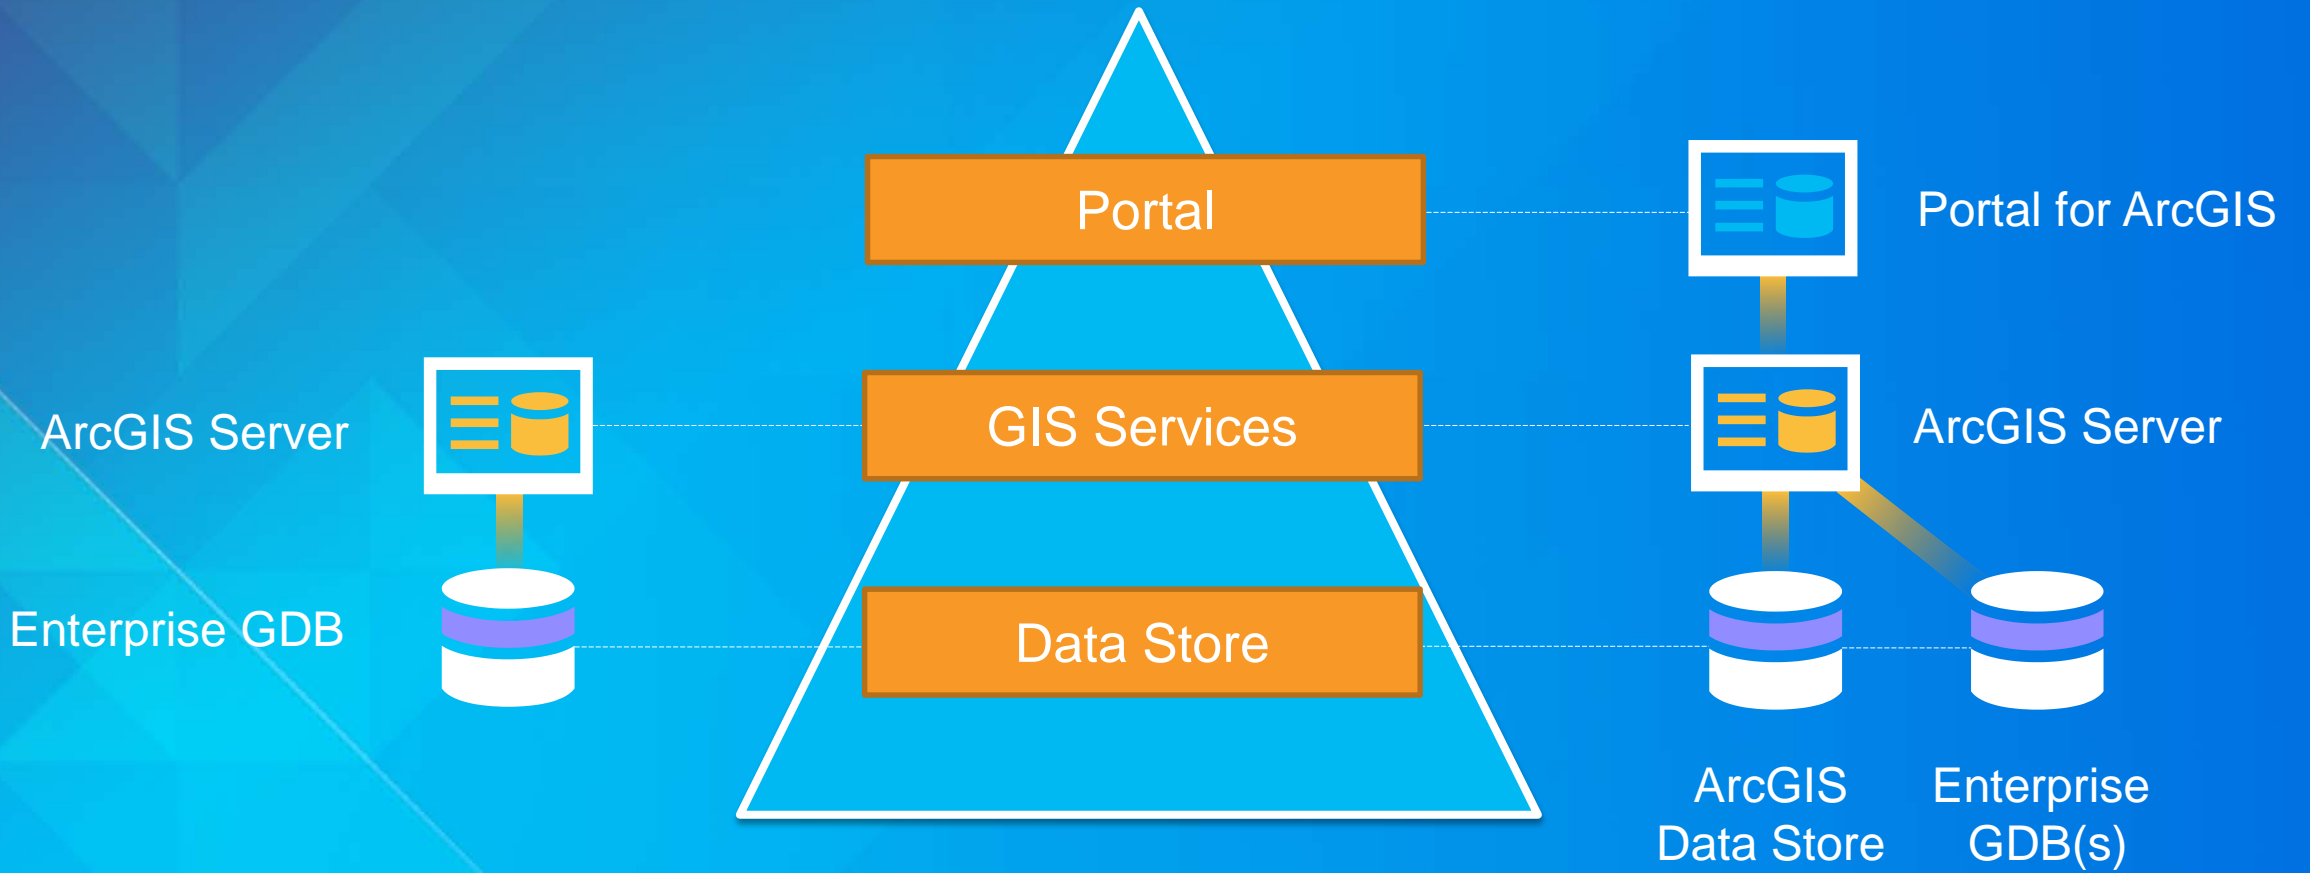 Portal
Portal for ArcGIS
ArcGIS Server
GIS Services
ArcGIS Server
Enterprise GDB
Data Store
ArcGIS
Data Store
Enterprise
GDB(s)